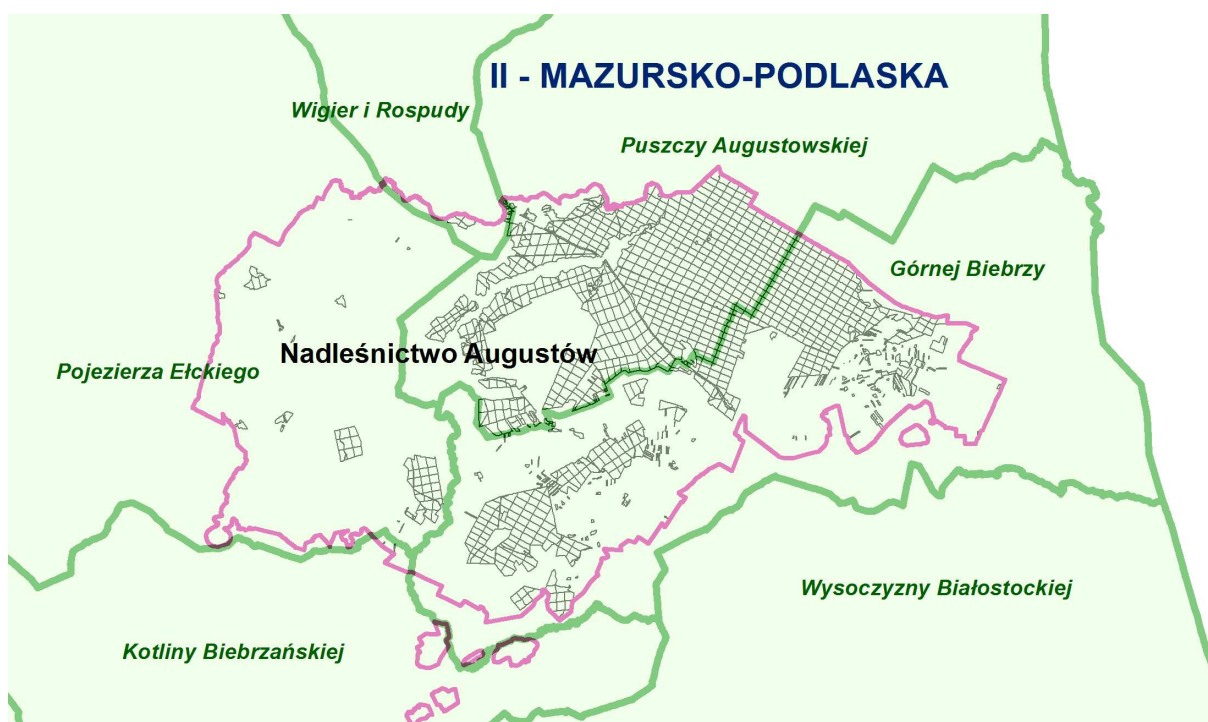 II - MAZURSKO-PODLASKA
Wigier i Rospudy
Puszczy Augustowskiej
Górnej Biebrzy
Nadleśnictwo Augustów
Pojezierza Ełckiego
Wysoczyzny Białostockiej
Kotliny Biebrzańskiej